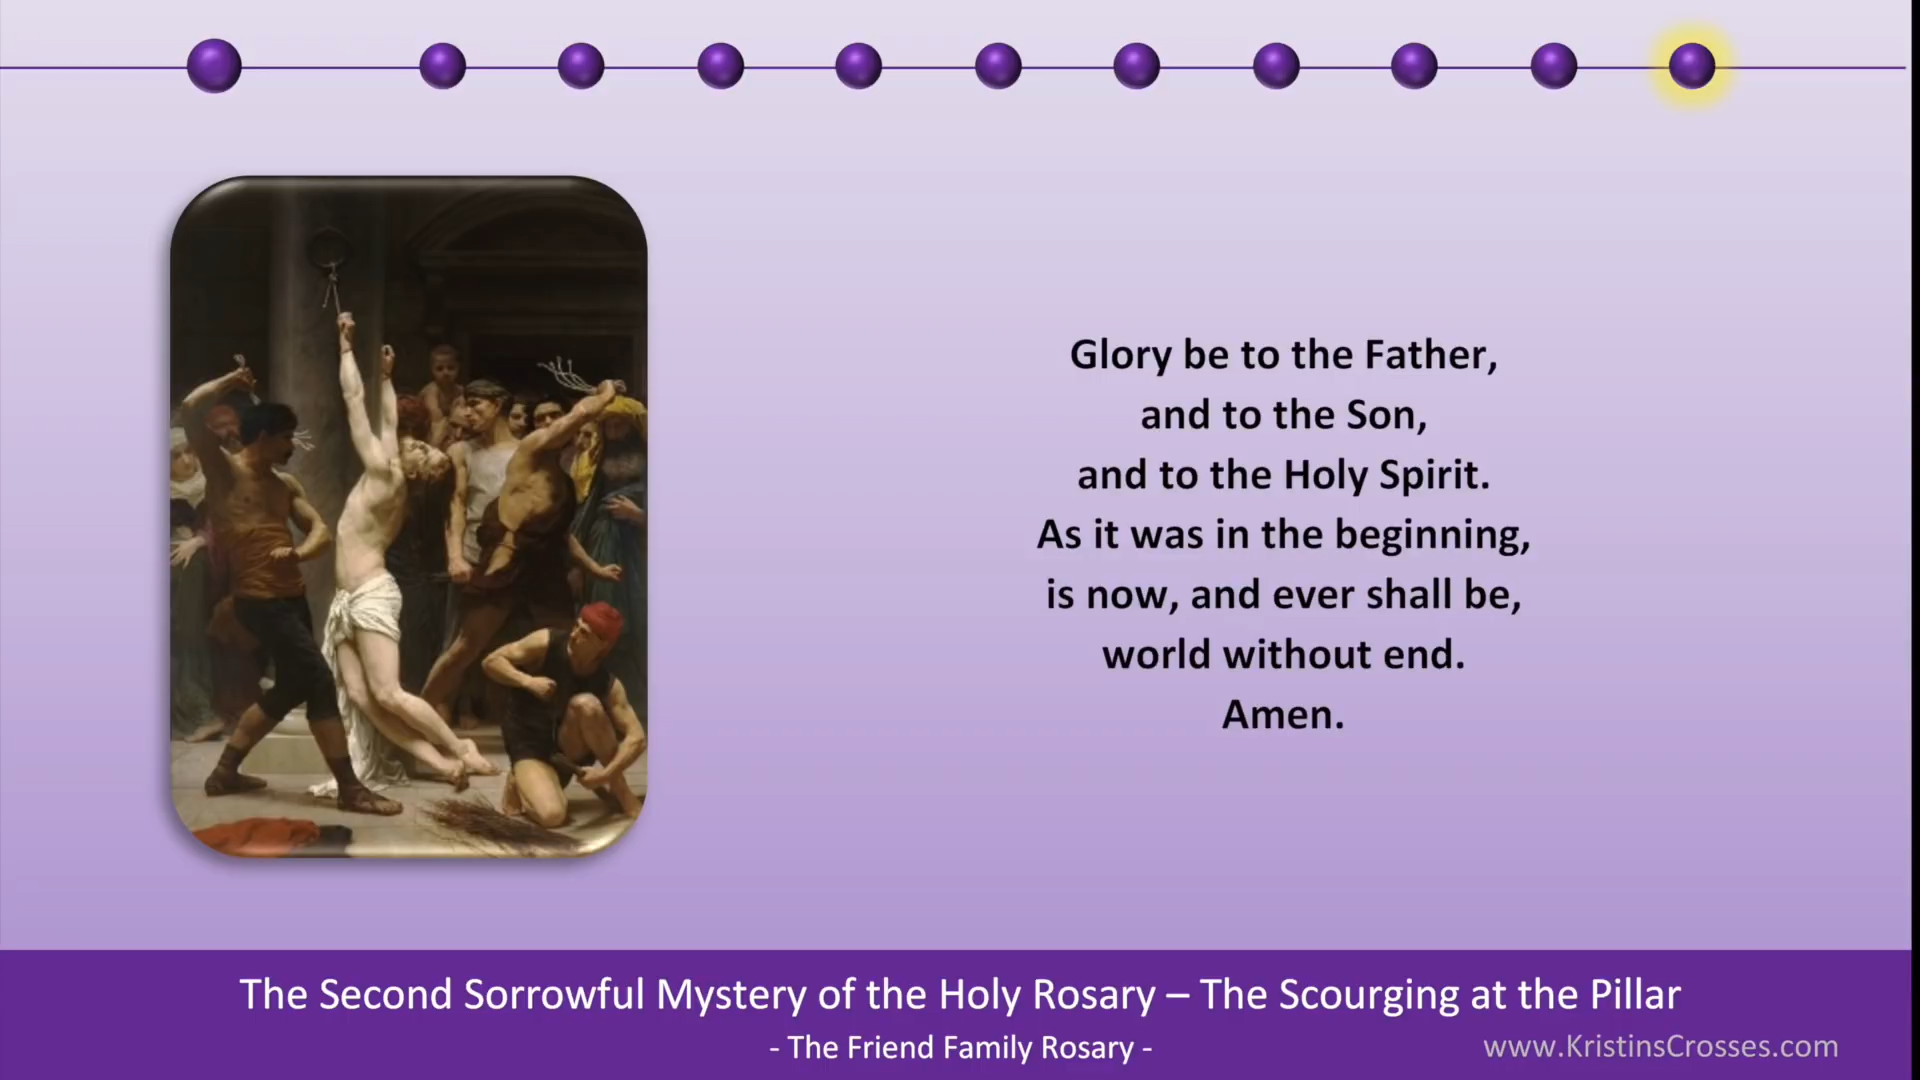 Glory be to the Father,
and to the Son,
and to the Holy Spirit.
As it was in the beginning,
is now, and ever shall be,
world without end.
Amen.
The Second Sorrowful Mystery of the Holy Rosary – The Scourging at the Pillar
- The Friend Family Rosary -
www.KristinsCrosses.com